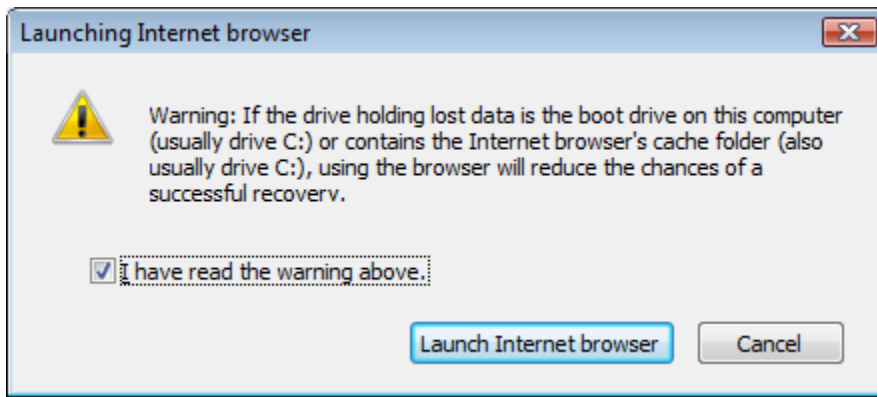 Launching Internet browser
Warning: If the drive holding lost data is the boot drive on this computer
(usually drive C:) or contains the Internet browser's cache folder (also
usually drive C:), using the browser will reduce the chances of a
successful recovery.
I have read the warning above.
Launch Internet browser
Cancel